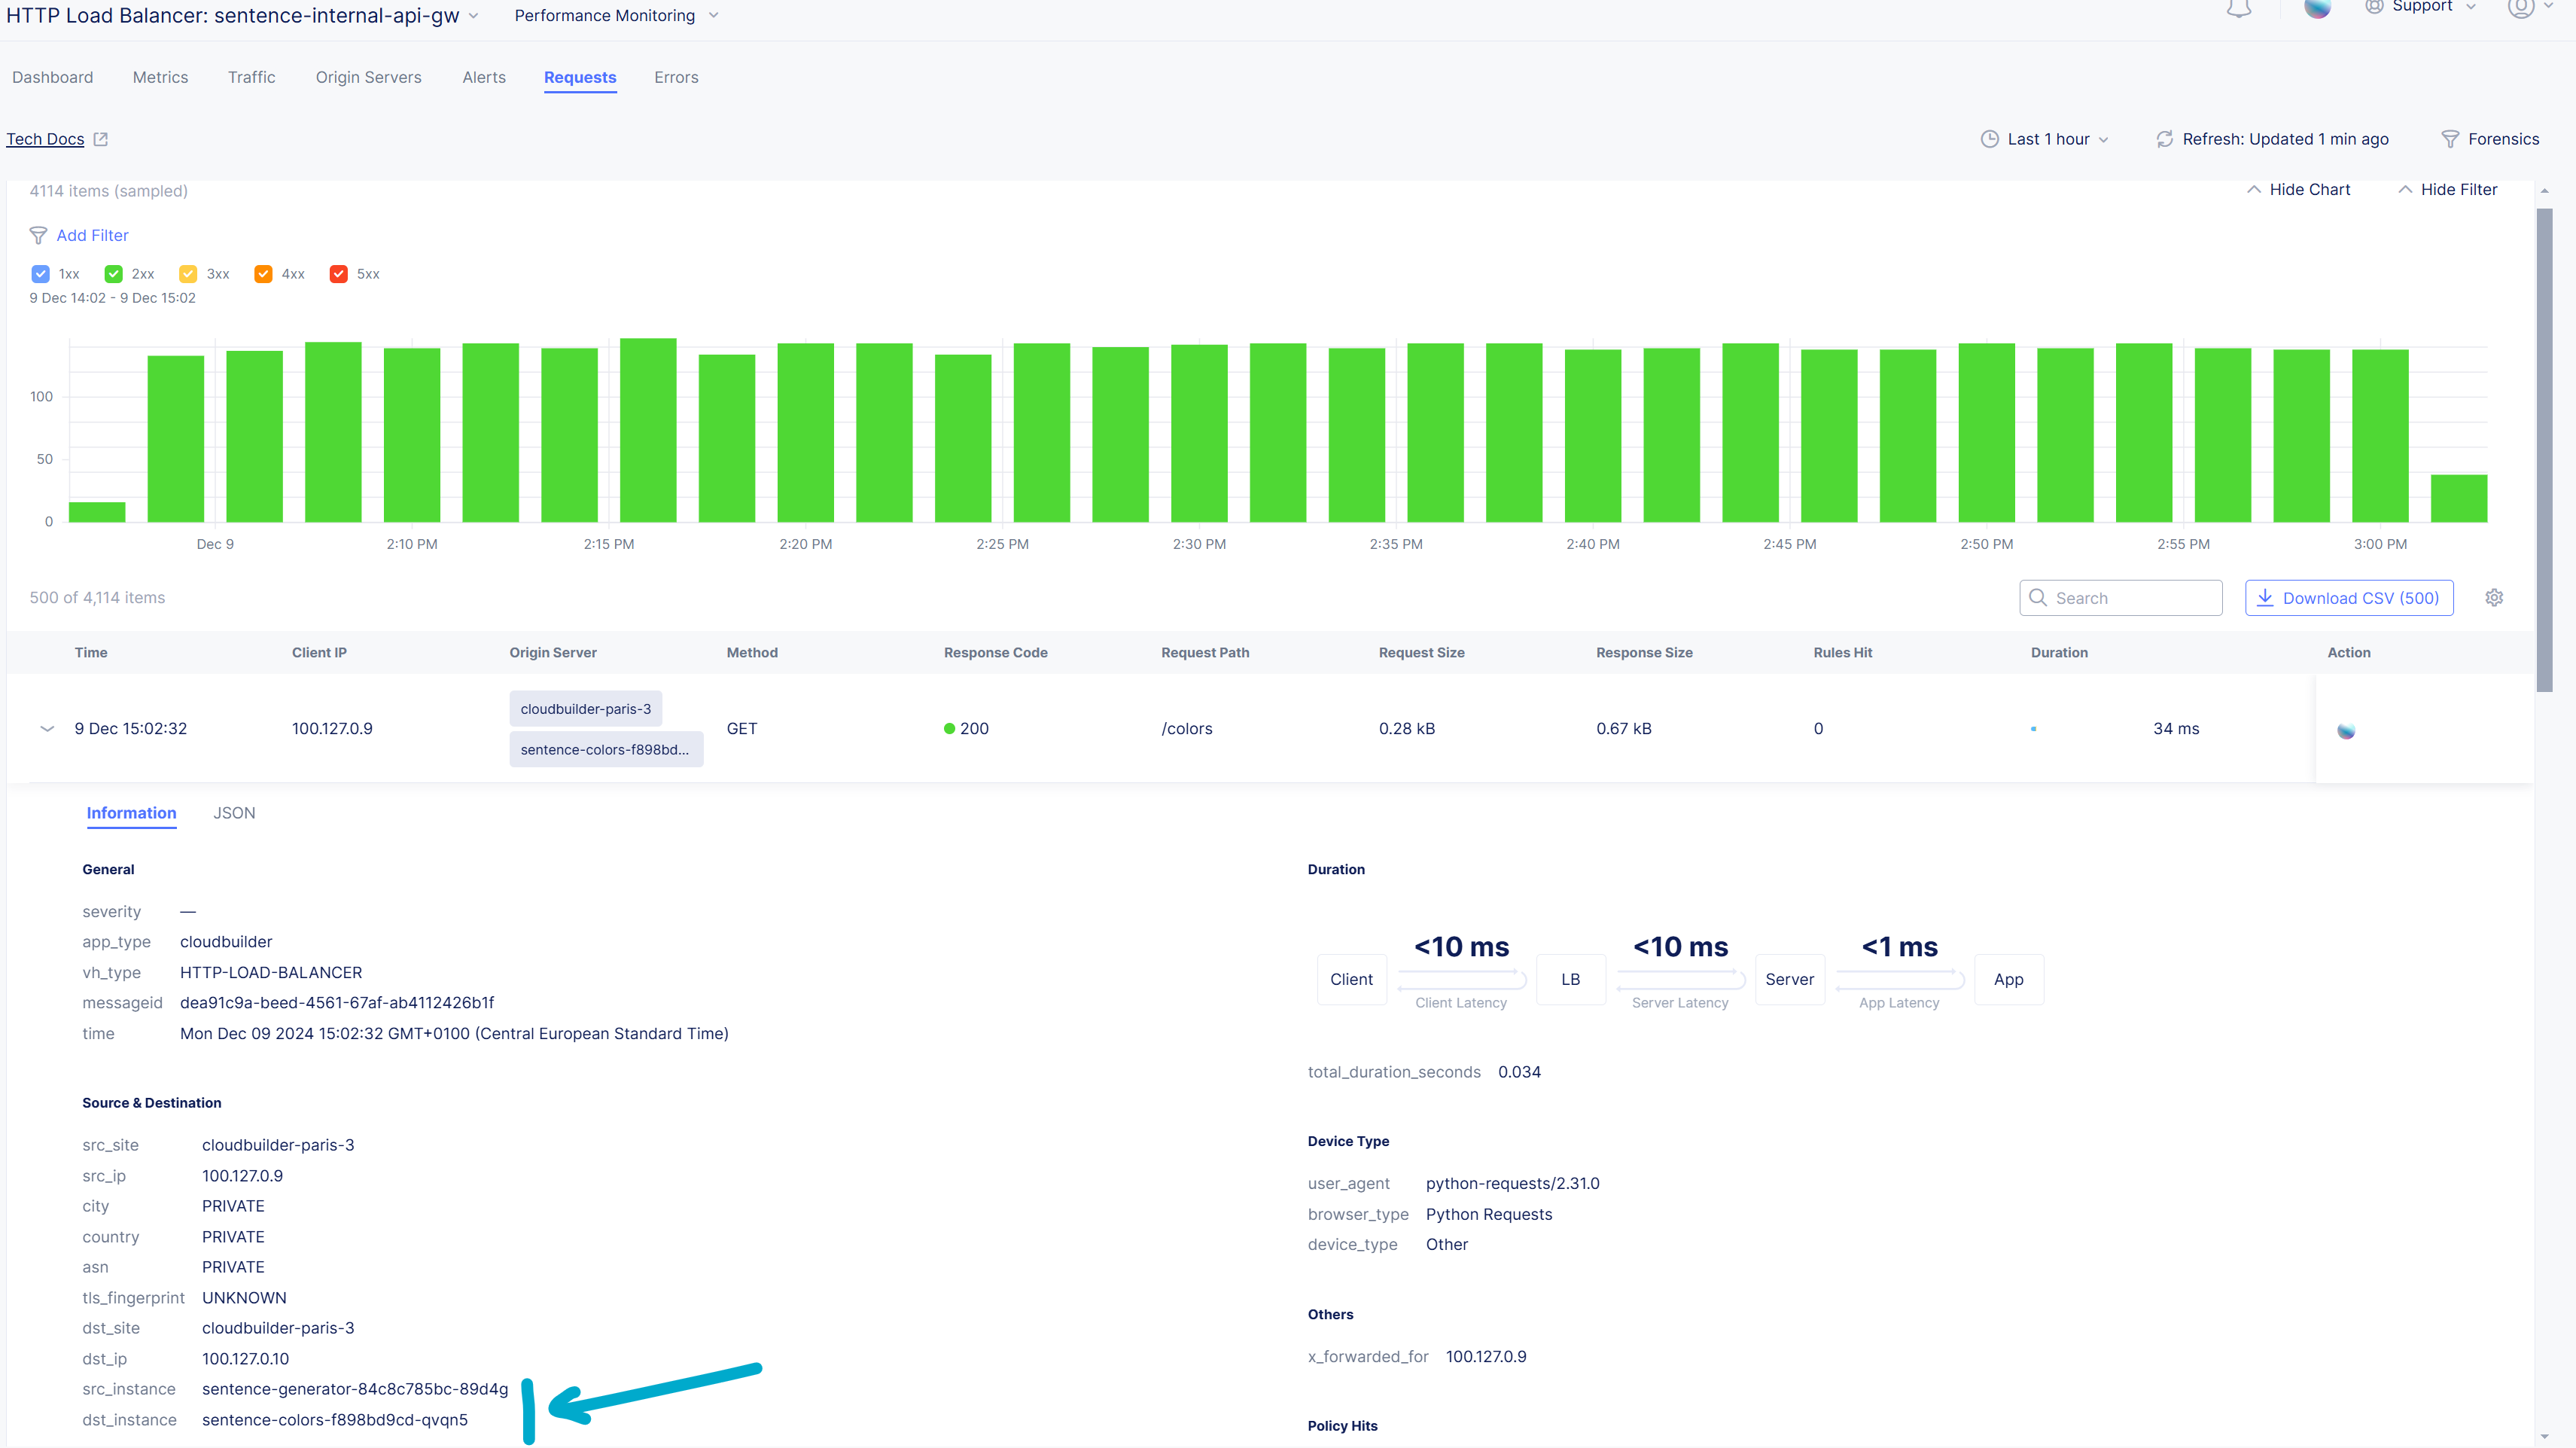 HTTP Load Balancer: sentence-internal-api-gw Performance Monitoring Support
Dashboard Metrics Traffic Origin Servers Alerts Requests Errors
Tech Docs Last 1 hour Refresh: Updated 1 min ago Forensics
4114 items (sampled) Hide Chart Hide Filter
Add Filter
1xx 2xx 3xx 4xx 5xx
9 Dec 14:02 - 9 Dec 15:02
100
50
0
Dec 9 2:10 PM 2:15 PM 2:20 PM 2:25 PM 2:30 PM 2:35 PM 2:40 PM 2:45 PM 2:50 PM 2:55 PM 3:00 PM
500 of 4,114 items Search Download CSV (500)
Time Client IP Origin Server Method Response Code Request Path Request Size Response Size Rules Hit Duration Action
cloudbuilder-paris-3
9 Dec 15:02:32 100.127.0.9 GET 200 /colors 0.28 kB 0.67 kB 0 34 ms
sentence-colors-f898bd...
Information JSON
General
severity —
app_type cloudbuilder
vh_type HTTP-LOAD-BALANCER
messageid dea91c9a-beed-4561-67af-ab4112426b1f
time Mon Dec 09 2024 15:02:32 GMT+0100 (Central European Standard Time)
Source & Destination
src_site cloudbuilder-paris-3
src_ip 100.127.0.9
city PRIVATE
country PRIVATE
asn PRIVATE
tls_fingerprint UNKNOWN
dst_site cloudbuilder-paris-3
dst_ip 100.127.0.10
src_instance sentence-generator-84c8c785bc-89d4g
dst_instance sentence-colors-f898bd9cd-qvqn5
Duration
<10 ms <10 ms <1 ms
Client LB Server App
Client Latency Server Latency App Latency
total_duration_seconds 0.034
Device Type
user_agent python-requests/2.31.0
browser_type Python Requests
device_type Other
Others
x_forwarded_for 100.127.0.9
Policy Hits